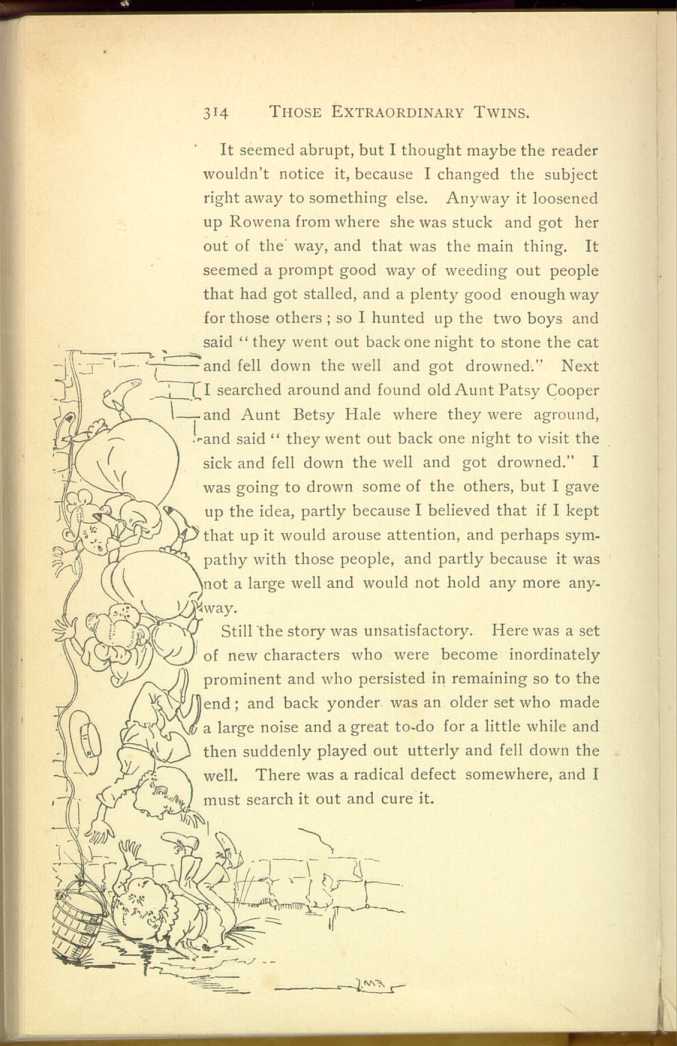 314 THOSE EXTRAORDINARY TWINS.
It seemed abrupt, but I thought maybe the reader
wouldn't notice it, because I changed the subject
right away to something else. Anyway it loosened
up Rowena from where she was stuck and got her
out of the way, and that was the main thing. It
seemed a prompt good way of weeding out people
that had got stalled, and a plenty good enough way
for those others; so I hunted up the two boys and
said "they went out back one night to stone the cat
and fell down the well and got drowned." Next
I searched around and found old Aunt Patsy Cooper
and Aunt Betsy Hale where they were aground,
and said "they went out back one night to visit the
sick and fell down the well and got drowned." I
was going to drown some of the others, but I gave
up the idea, partly because I believed that if I kept
that up it would arouse attention, and perhaps sym-
pathy with those people, and partly because it was
not a large well and would not hold any more any-
way.
Still the story was unsatisfactory. Here was a set
of new characters who were become inordinately
prominent and who persisted in remaining so to the
end; and back yonder was an older set who made
a large noise and a great to-do for a little while and
then suddenly played out utterly and fell down the
well. There was a radical defect somewhere, and I
must search it out and cure it.